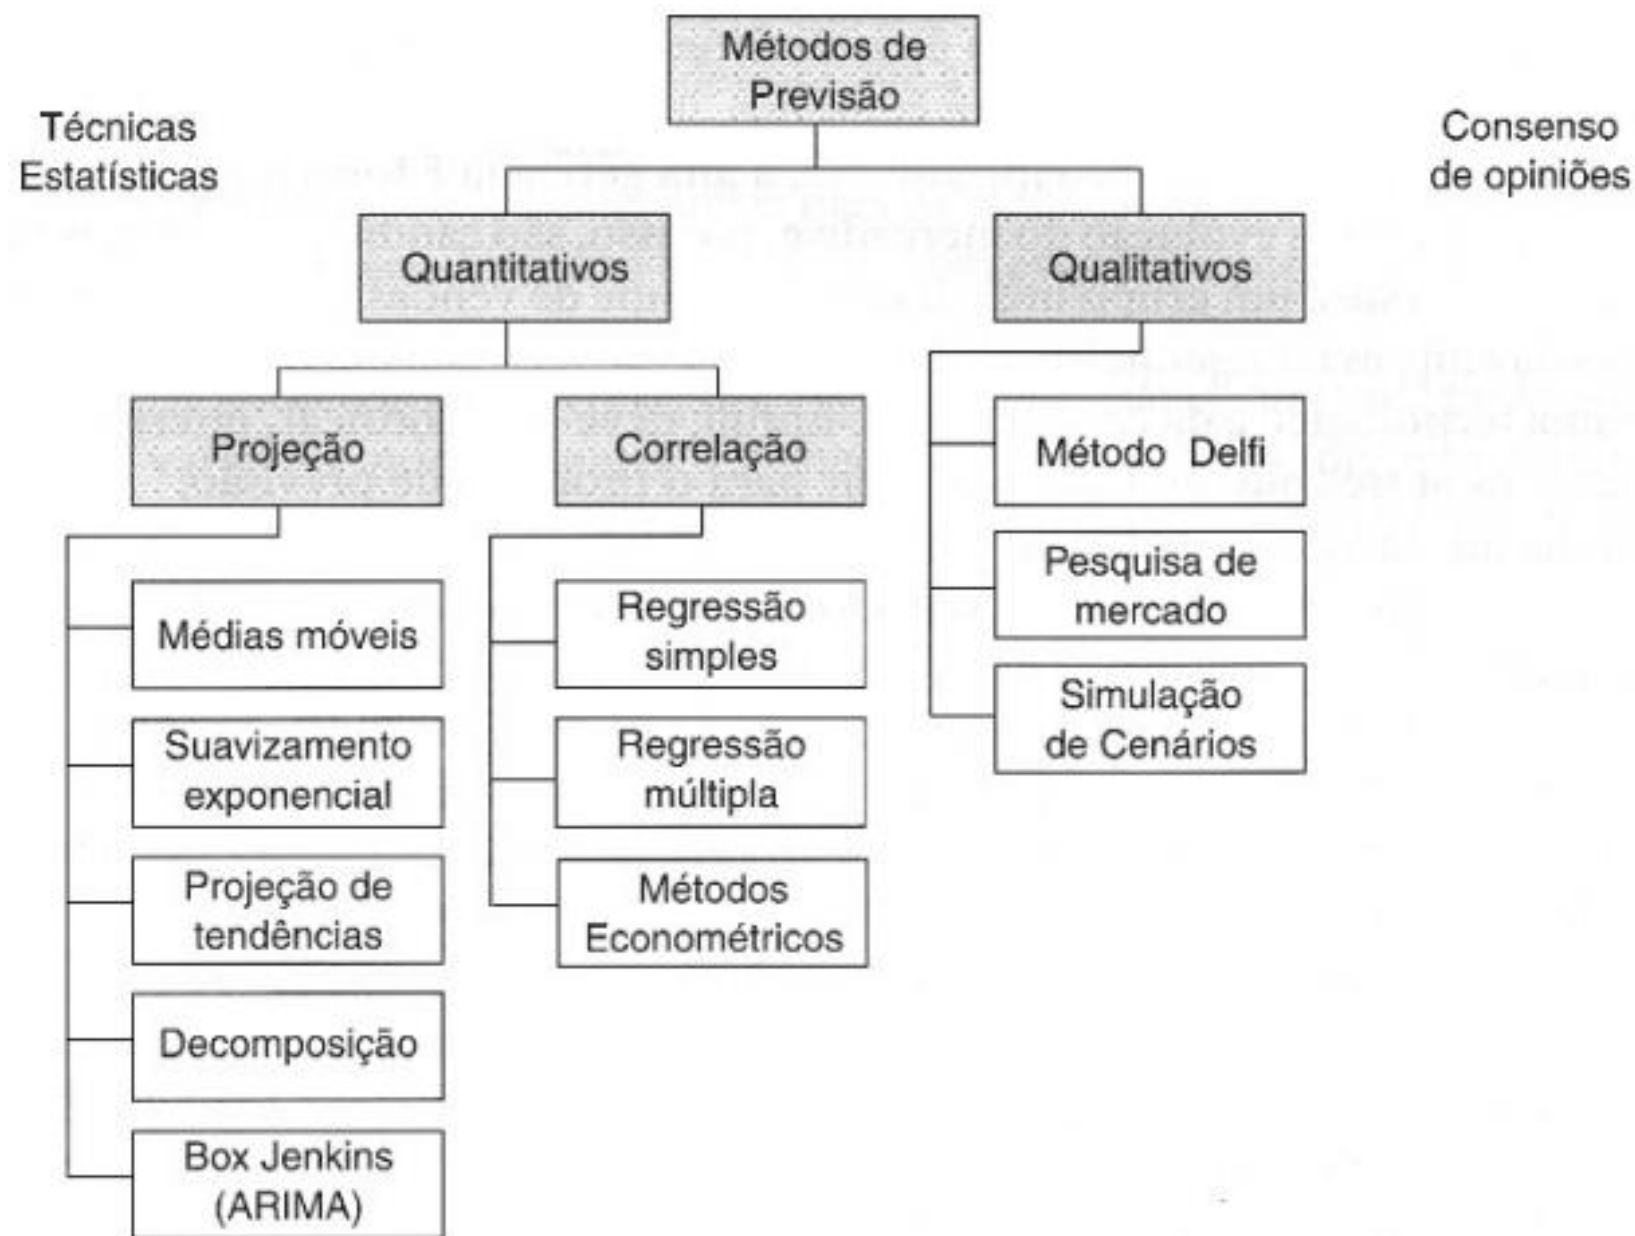 Métodos de
Previsão
Técnicas
Estatísticas
Consenso
de opiniões
Quantitativos
Qualitativos
Projeção
Correlação
Método Delfi
Pesquisa de
mercado
Simulação
de Cenários
Médias móveis
Suavizamento
exponencial
Projeção de
tendências
Decomposição
Box Jenkins
(ARIMA)
Regressão
simples
Regressão
múltipla
Métodos
Econométricos